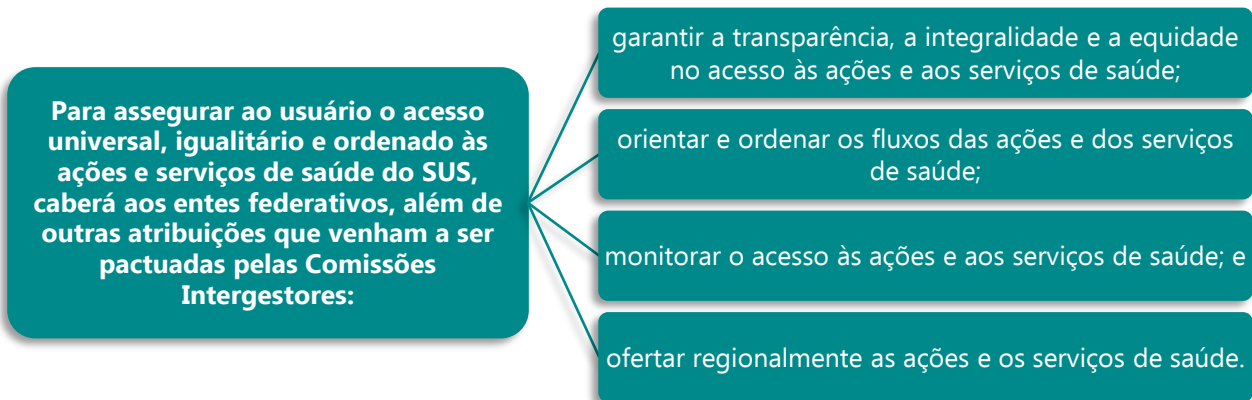 Para assegurar ao usuário o acesso
universal, igualitário e ordenado às
ações e serviços de saúde do SUS,
caberá aos entes federativos, além de
outras atribuições que venham a ser
pactuadas pelas Comissões
Intergestores:
garantir a transparência, a integralidade e a equidade
no acesso às ações e aos serviços de saúde;
orientar e ordenar os fluxos das ações e dos serviços
de saúde;
monitorar o acesso às ações e aos serviços de saúde; e
ofertar regionalmente as ações e os serviços de saúde.